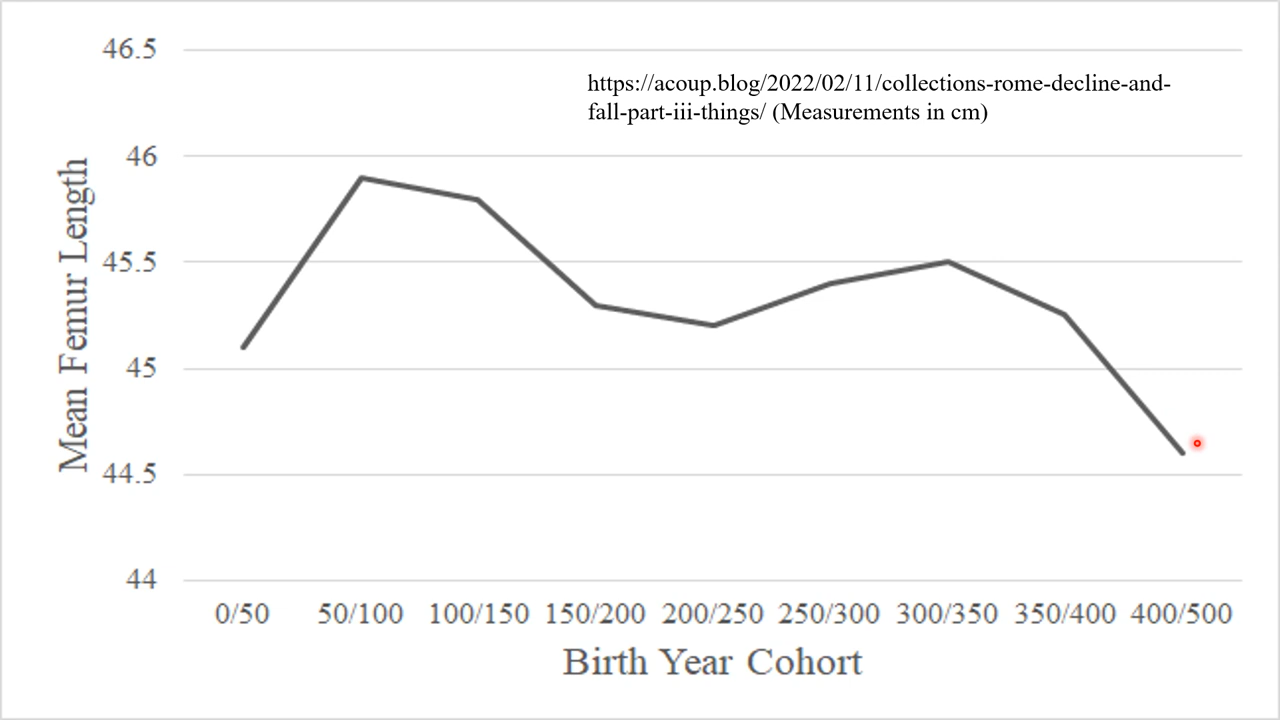 46.5
https://acoup.blog/2022/02/11/collections-rome-decline-and-
fall-part-iii-things/ (Measurements in cm)
46
45.5
45
44.5
44
Mean Femur Length
0/50 50/100 100/150 150/200 200/250 250/300 300/350 350/400 400/500
Birth Year Cohort